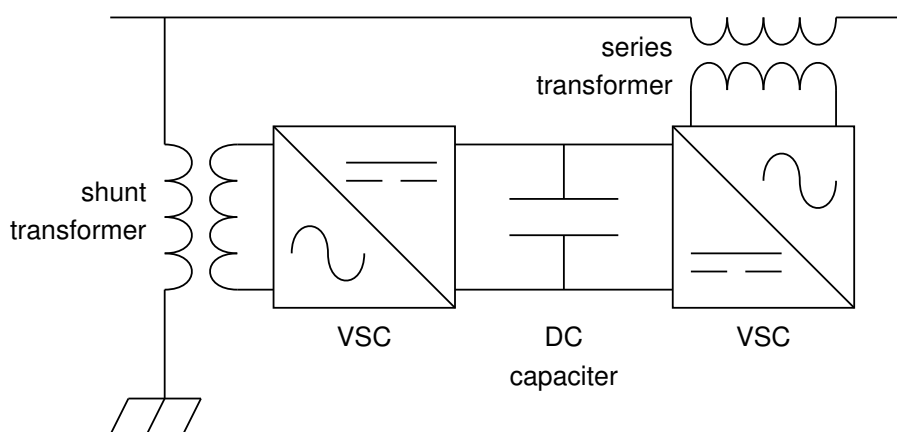 series
transformer
shunt
transformer
VSC
DC
capaciter
VSC